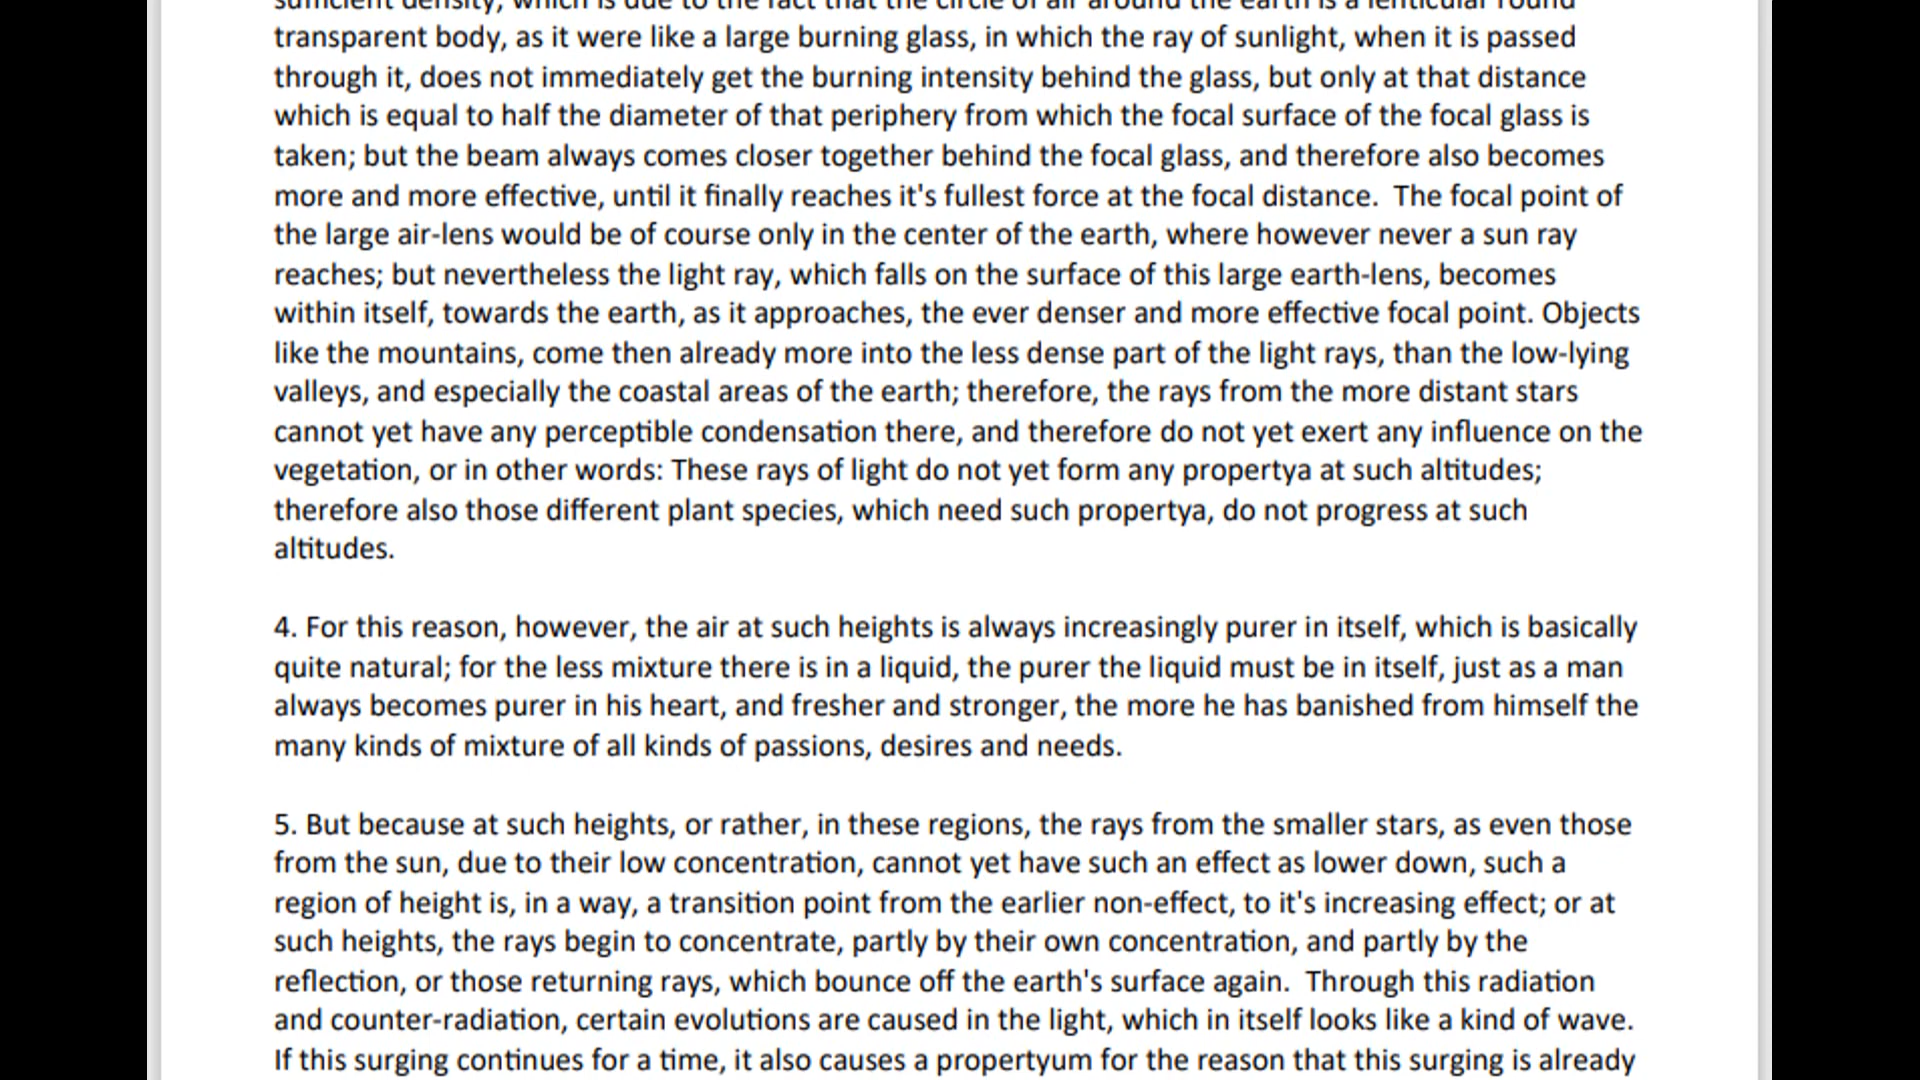 sufficient density, which is due to the fact that the circle of air around the earth is a lenticular round
transparent body, as it were like a large burning glass, in which the ray of sunlight, when it is passed
through it, does not immediately get the burning intensity behind the glass, but only at that distance
which is equal to half the diameter of that periphery from which the focal surface of the focal glass is
taken; but the beam always comes closer together behind the focal glass, and therefore also becomes
more and more effective, until it finally reaches it's fullest force at the focal distance.  The focal point of
the large air-lens would be of course only in the center of the earth, where however never a sun ray
reaches; but nevertheless the light ray, which falls on the surface of this large earth-lens, becomes
within itself, towards the earth, as it approaches, the ever denser and more effective focal point. Objects
like the mountains, come then already more into the less dense part of the light rays, than the low-lying
valleys, and especially the coastal areas of the earth; therefore, the rays from the more distant stars
cannot yet have any perceptible condensation there, and therefore do not yet exert any influence on the
vegetation, or in other words: These rays of light do not yet form any propertya at such altitudes;
therefore also those different plant species, which need such propertya, do not progress at such
altitudes.
4. For this reason, however, the air at such heights is always increasingly purer in itself, which is basically
quite natural; for the less mixture there is in a liquid, the purer the liquid must be in itself, just as a man
always becomes purer in his heart, and fresher and stronger, the more he has banished from himself the
many kinds of mixture of all kinds of passions, desires and needs.
5. But because at such heights, or rather, in these regions, the rays from the smaller stars, as even those
from the sun, due to their low concentration, cannot yet have such an effect as lower down, such a
region of height is, in a way, a transition point from the earlier non-effect, to it's increasing effect; or at
such heights, the rays begin to concentrate, partly by their own concentration, and partly by the
reflection, or those returning rays, which bounce off the earth's surface again.  Through this radiation
and counter-radiation, certain evolutions are caused in the light, which in itself looks like a kind of wave.
If this surging continues for a time, it also causes a propertyum for the reason that this surging is already